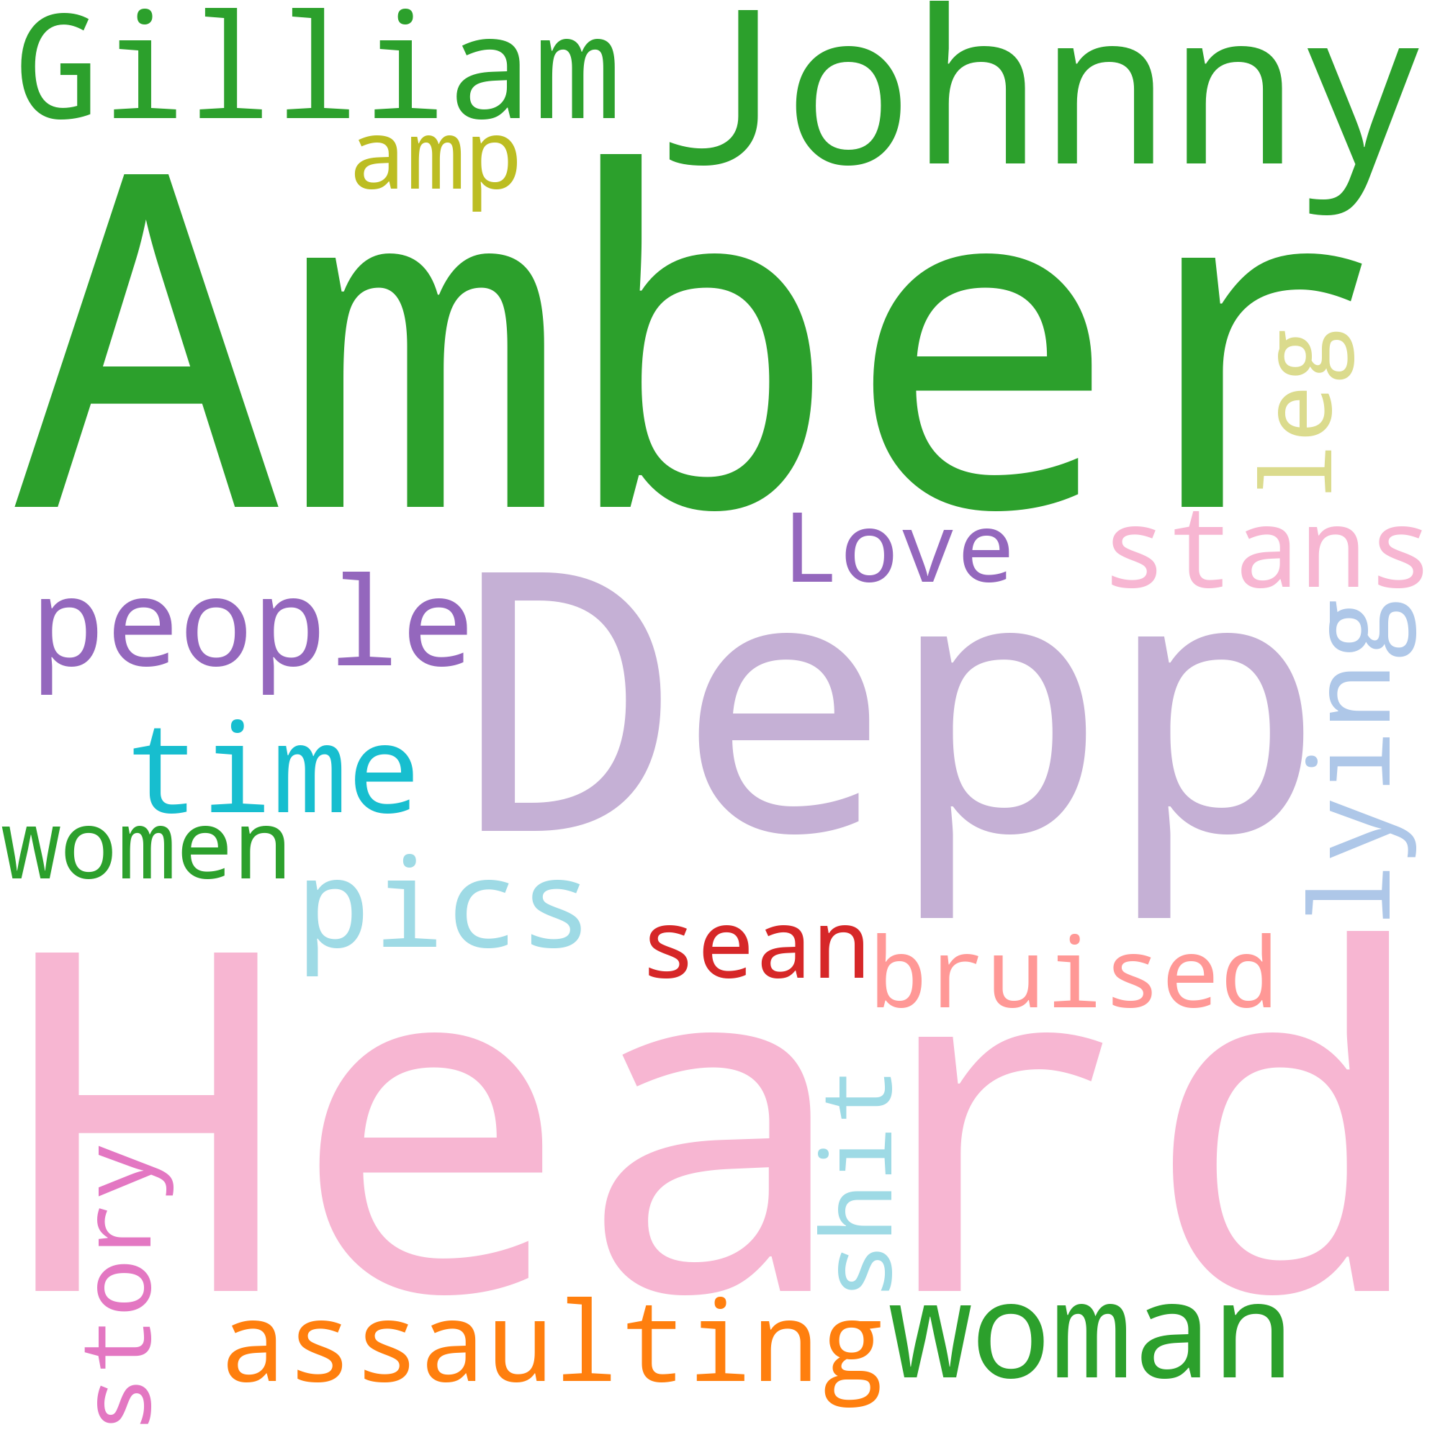 Gilliam
Johnny
amp
Amber
leg
Love
stans
people
Depp
lying
time
women
pics
sean
bruised
Heard
shit
story
assaulting
woman